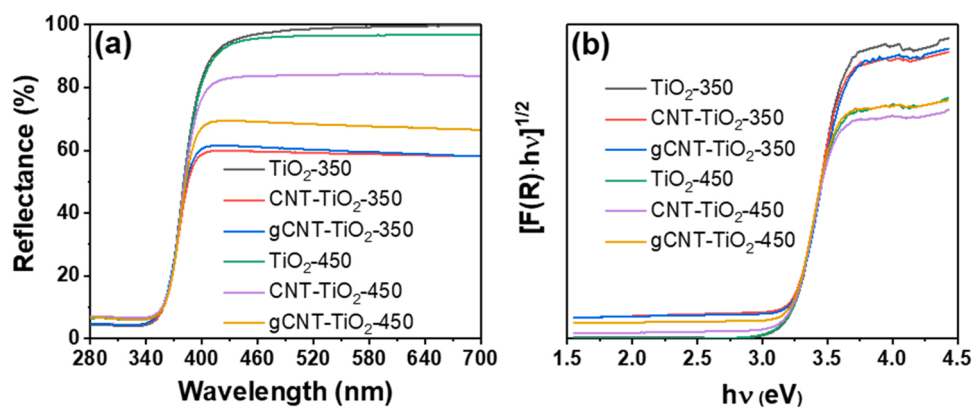 (a)
Reflectance (%)
100
80
60
40
20
0
TiO₂-350
CNT-TiO₂-350
gCNT-TiO₂-350
TiO₂-450
CNT-TiO₂-450
gCNT-TiO₂-450
280 340 400 460 520 580 640 700
Wavelength (nm)
(b)
[F(R)·hν]^1/2
TiO₂-350
CNT-TiO₂-350
gCNT-TiO₂-350
TiO₂-450
CNT-TiO₂-450
gCNT-TiO₂-450
1.5 2.0 2.5 3.0 3.5 4.0 4.5
hν (eV)